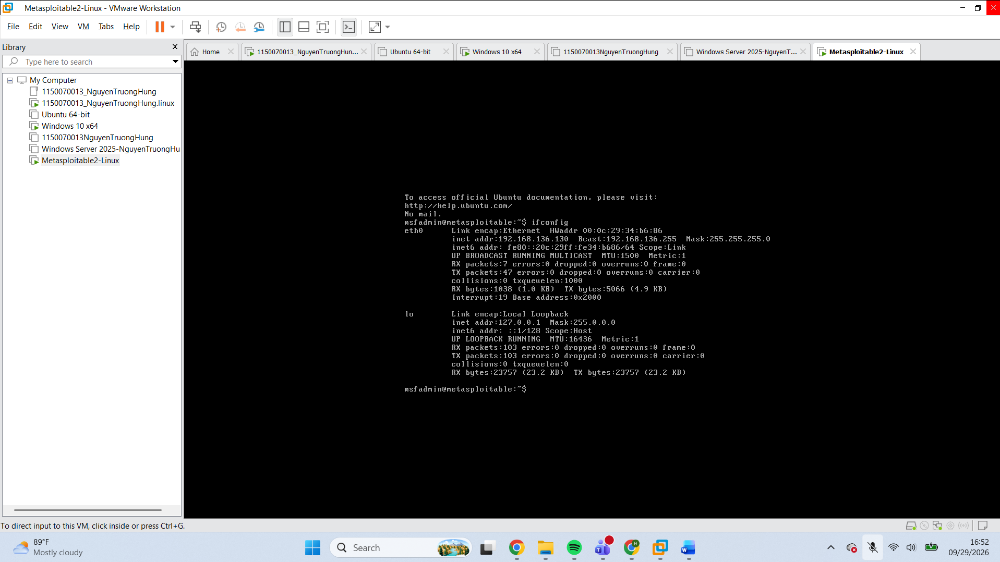 Metasploitable2-Linux - VMware Workstation
File Edit View VM Tabs Help
Library
Type here to search
My Computer
1150070013_NguyenTruongHung
1150070013_NguyenTruongHung.linux
Ubuntu 64-bit
Windows 10 x64
1150070013NguyenTruongHung
Windows Server 2025-NguyenTruongHu
Metasploitable2-Linux
Home
1150070013_NguyenTruongHun...
Ubuntu 64-bit
Windows 10 x64
1150070013NguyenTruongHung
Windows Server 2025-NguyenT...
Metasploitable2-Linux
To access official Ubuntu documentation, please visit:
http://help.ubuntu.com/
No mail.
msfadmin@metasploitable:~$ ifconfig
eth0      Link encap:Ethernet  HWaddr 00:0c:29:34:b6:86
          inet addr:192.168.136.130  Bcast:192.168.136.255  Mask:255.255.255.0
          inet6 addr: fe80::20c:29ff:fe34:b686/64 Scope:Link
          UP BROADCAST RUNNING MULTICAST  MTU:1500  Metric:1
          RX packets:7 errors:0 dropped:0 overruns:0 frame:0
          TX packets:47 errors:0 dropped:0 overruns:0 carrier:0
          collisions:0 txqueuelen:1000
          RX bytes:1038 (1.0 KB)  TX bytes:5066 (4.9 KB)
          Interrupt:19 Base address:0x2000
lo        Link encap:Local Loopback
          inet addr:127.0.0.1  Mask:255.0.0.0
          inet6 addr: ::1/128 Scope:Host
          UP LOOPBACK RUNNING  MTU:16436  Metric:1
          RX packets:103 errors:0 dropped:0 overruns:0 frame:0
          TX packets:103 errors:0 dropped:0 overruns:0 carrier:0
          collisions:0 txqueuelen:0
          RX bytes:23757 (23.2 KB)  TX bytes:23757 (23.2 KB)
msfadmin@metasploitable:~$
To direct input to this VM, click inside or press Ctrl+G.
89°F
Mostly cloudy
Search
16:52
09/29/2026